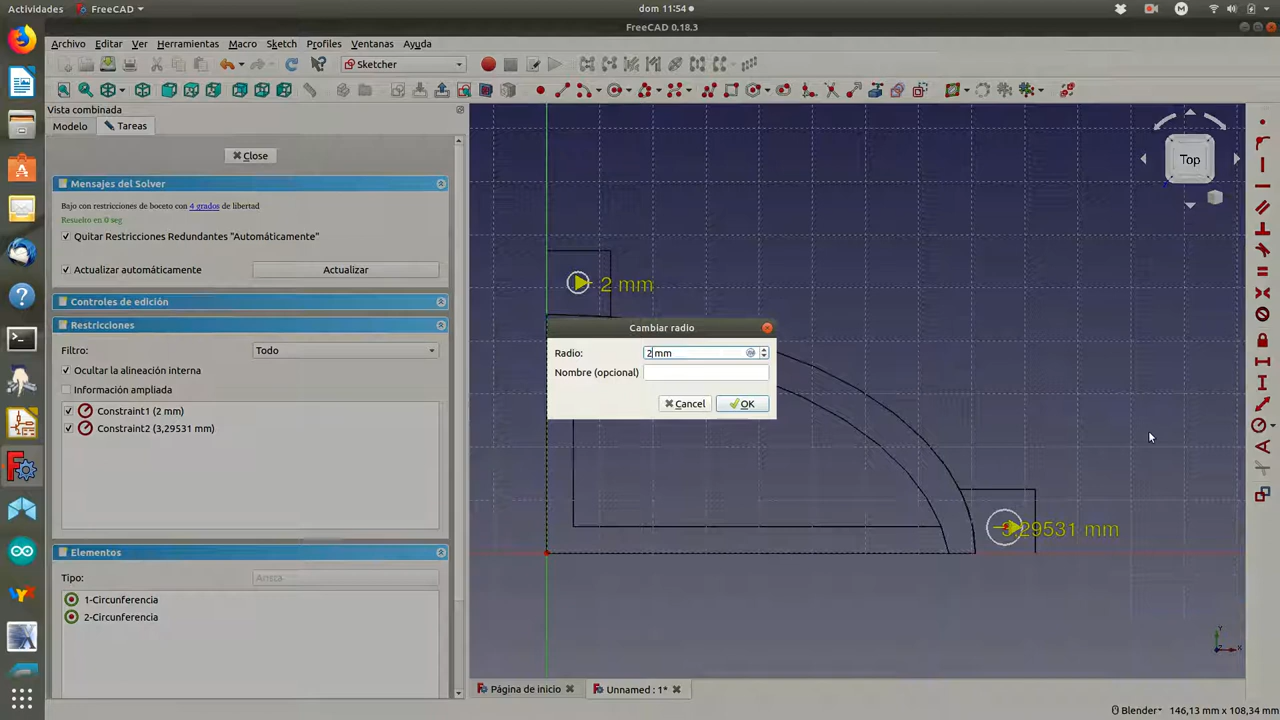 Actividades
FreeCAD
dom 11:54
FreeCAD 0.18.3
Archivo Editar Ver Herramientas Macro Sketch Profiles Ventanas Ayuda
Sketcher
Vista combinada
Modelo
Tareas
Close
Mensajes del Solver
Bajo con restricciones de boceto con 4 grados de libertad
Resuelto en 0 seg
Quitar Restricciones Redundantes "Automáticamente"
Actualizar automáticamente
Actualizar
Controles de edición
Restricciones
Filtro:
Todo
Ocultar la alineación interna
Información ampliada
Constraint1 (2 mm)
Constraint2 (3,29531 mm)
Elementos
Tipo:
Arista
1-Circunferencia
2-Circunferencia
Top
2 mm
Cambiar radio
Radio:
2 mm
Nombre (opcional)
Cancel
OK
3,29531 mm
Y
X
Página de inicio
Unnamed : 1*
Blender
146,13 mm x 108,34 mm